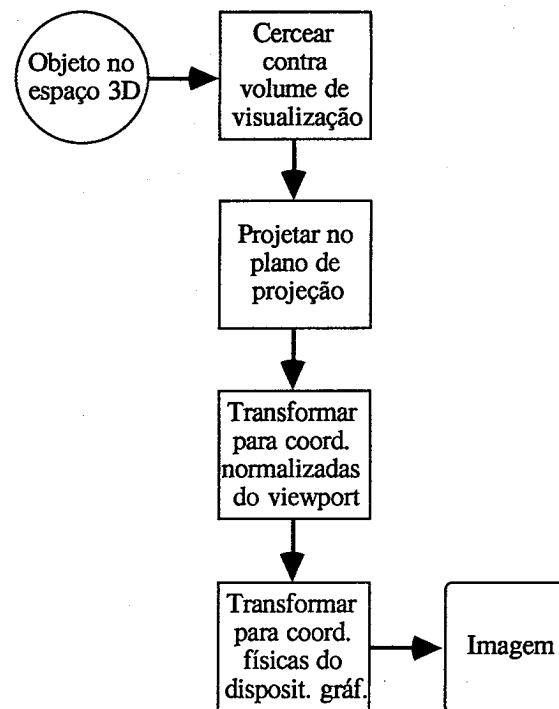 Objeto no
espaço 3D
Cercear
contra
volume de
visualização
Projetar no
plano de
projeção
Transformar
para coord.
normalizadas
do viewport
Transformar
para coord.
físicas do
disposit. gráf.
Imagem